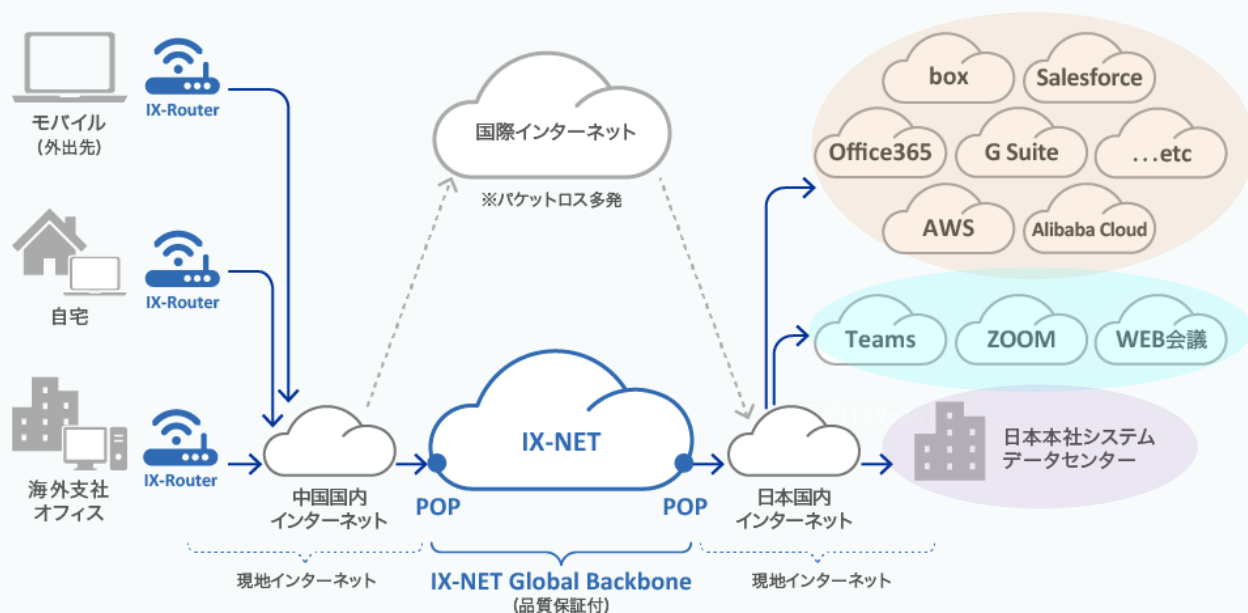 モバイル
(外出先)
IX-Router
自宅
IX-Router
海外支社
オフィス
IX-Router
中国国内
インターネット
国際インターネット
※パケットロス多発
IX-NET
POP
POP
日本国内
インターネット
box
Salesforce
Office365
G Suite
...etc
AWS
Alibaba Cloud
Teams
ZOOM
WEB会議
日本本社システム
データセンター
現地インターネット
IX-NET Global Backbone
(品質保証付)
現地インターネット